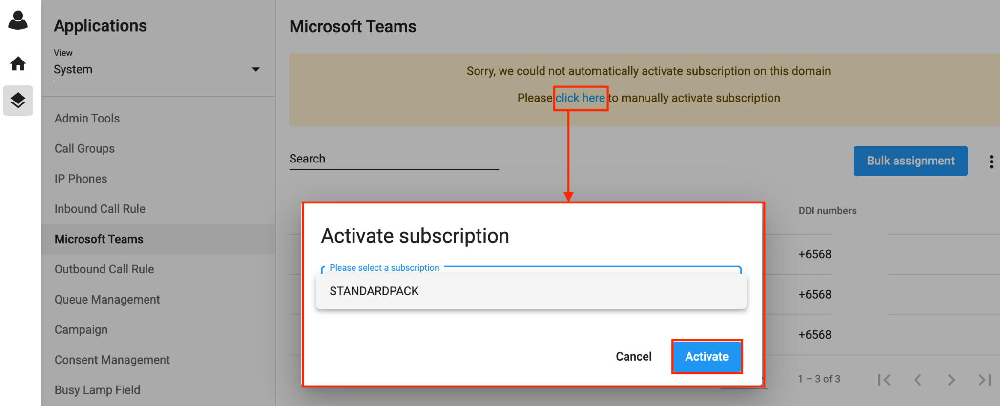 Applications
View
System
Admin Tools
Call Groups
IP Phones
Inbound Call Rule
Microsoft Teams
Outbound Call Rule
Queue Management
Campaign
Consent Management
Busy Lamp Field
Microsoft Teams
Sorry, we could not automatically activate subscription on this domain
Please click here to manually activate subscription
Search
Bulk assignment
DDI numbers
+6568
+6568
+6568
1 – 3 of 3
Activate subscription
Please select a subscription
STANDARDPACK
Cancel
Activate